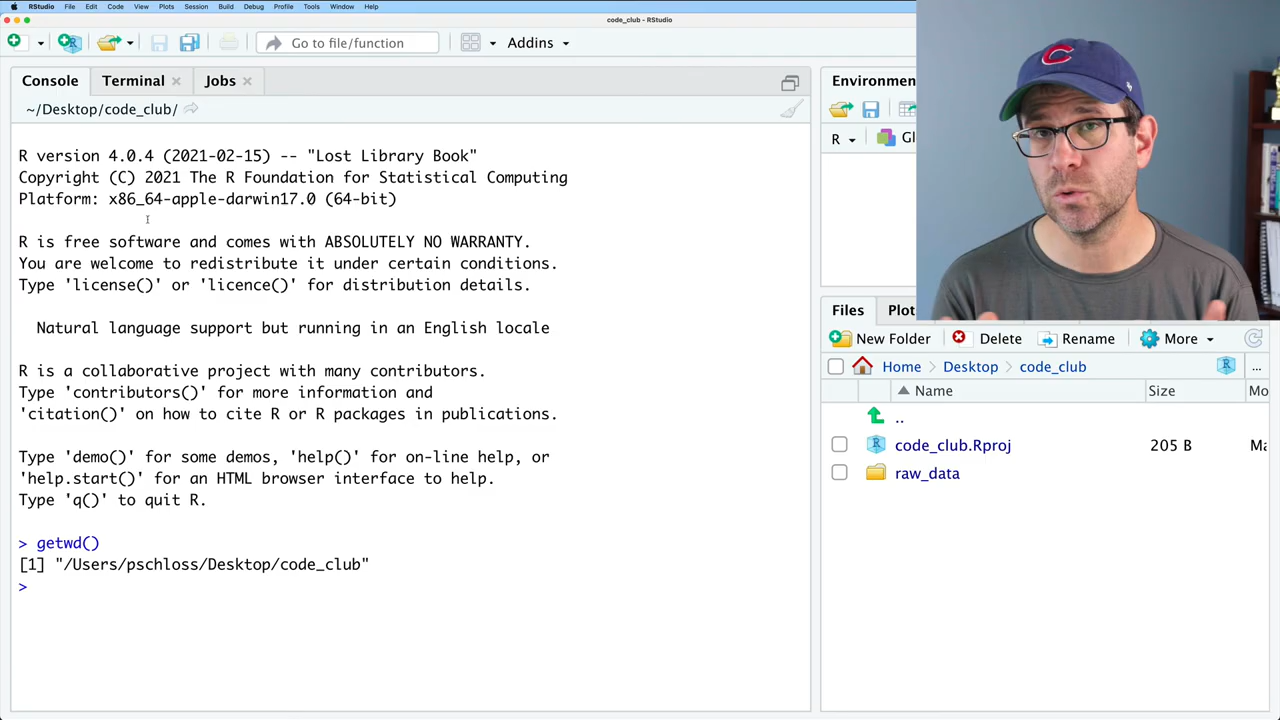 RStudio File Edit Code View Plots Session Build Debug Profile Tools Window Help
code_club - RStudio
Go to file/function
Addins
Console Terminal Jobs
~/Desktop/code_club/
R version 4.0.4 (2021-02-15) -- "Lost Library Book"
Copyright (C) 2021 The R Foundation for Statistical Computing
Platform: x86_64-apple-darwin17.0 (64-bit)
R is free software and comes with ABSOLUTELY NO WARRANTY.
You are welcome to redistribute it under certain conditions.
Type 'license()' or 'licence()' for distribution details.
Natural language support but running in an English locale
R is a collaborative project with many contributors.
Type 'contributors()' for more information and
'citation()' on how to cite R or R packages in publications.
Type 'demo()' for some demos, 'help()' for on-line help, or
'help.start()' for an HTML browser interface to help.
Type 'q()' to quit R.
> getwd()
[1] "/Users/pschloss/Desktop/code_club"
>
Environmen
R Gl
C
Files Plot
New Folder Delete Rename More
Home Desktop code_club R ...
Name Size Mo
..
code_club.Rproj 205 B Ma
raw_data